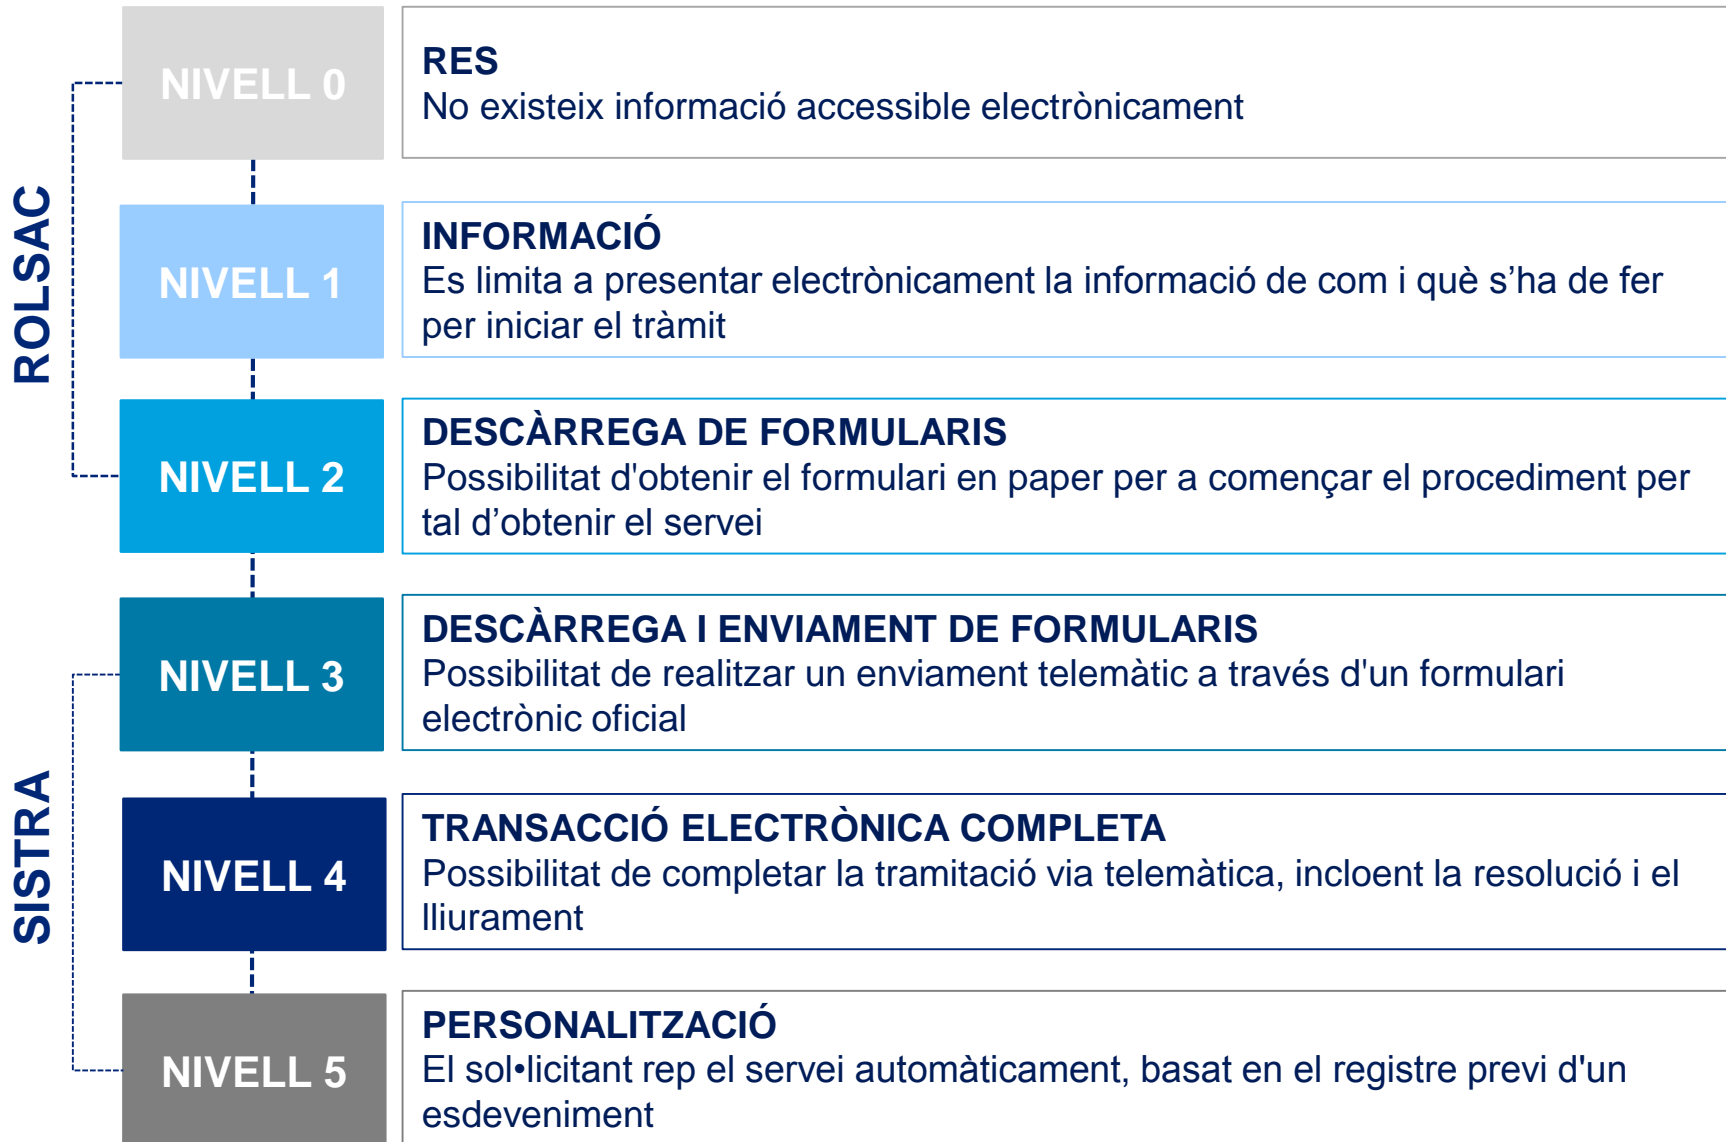 ROLSAC
NIVELL 0
RES
No existeix informació accessible electrònicament
NIVELL 1
INFORMACIÓ
Es limita a presentar electrònicament la informació de com i què s’ha de fer
per iniciar el tràmit
NIVELL 2
DESCÀRREGA DE FORMULARIS
Possibilitat d'obtenir el formulari en paper per a començar el procediment per
tal d’obtenir el servei
SISTRA
NIVELL 3
DESCÀRREGA I ENVIAMENT DE FORMULARIS
Possibilitat de realitzar un enviament telemàtic a través d'un formulari
electrònic oficial
NIVELL 4
TRANSACCIÓ ELECTRÒNICA COMPLETA
Possibilitat de completar la tramitació via telemàtica, incloent la resolució i el
lliurament
NIVELL 5
PERSONALITZACIÓ
El sol•licitant rep el servei automàticament, basat en el registre previ d'un
esdeveniment